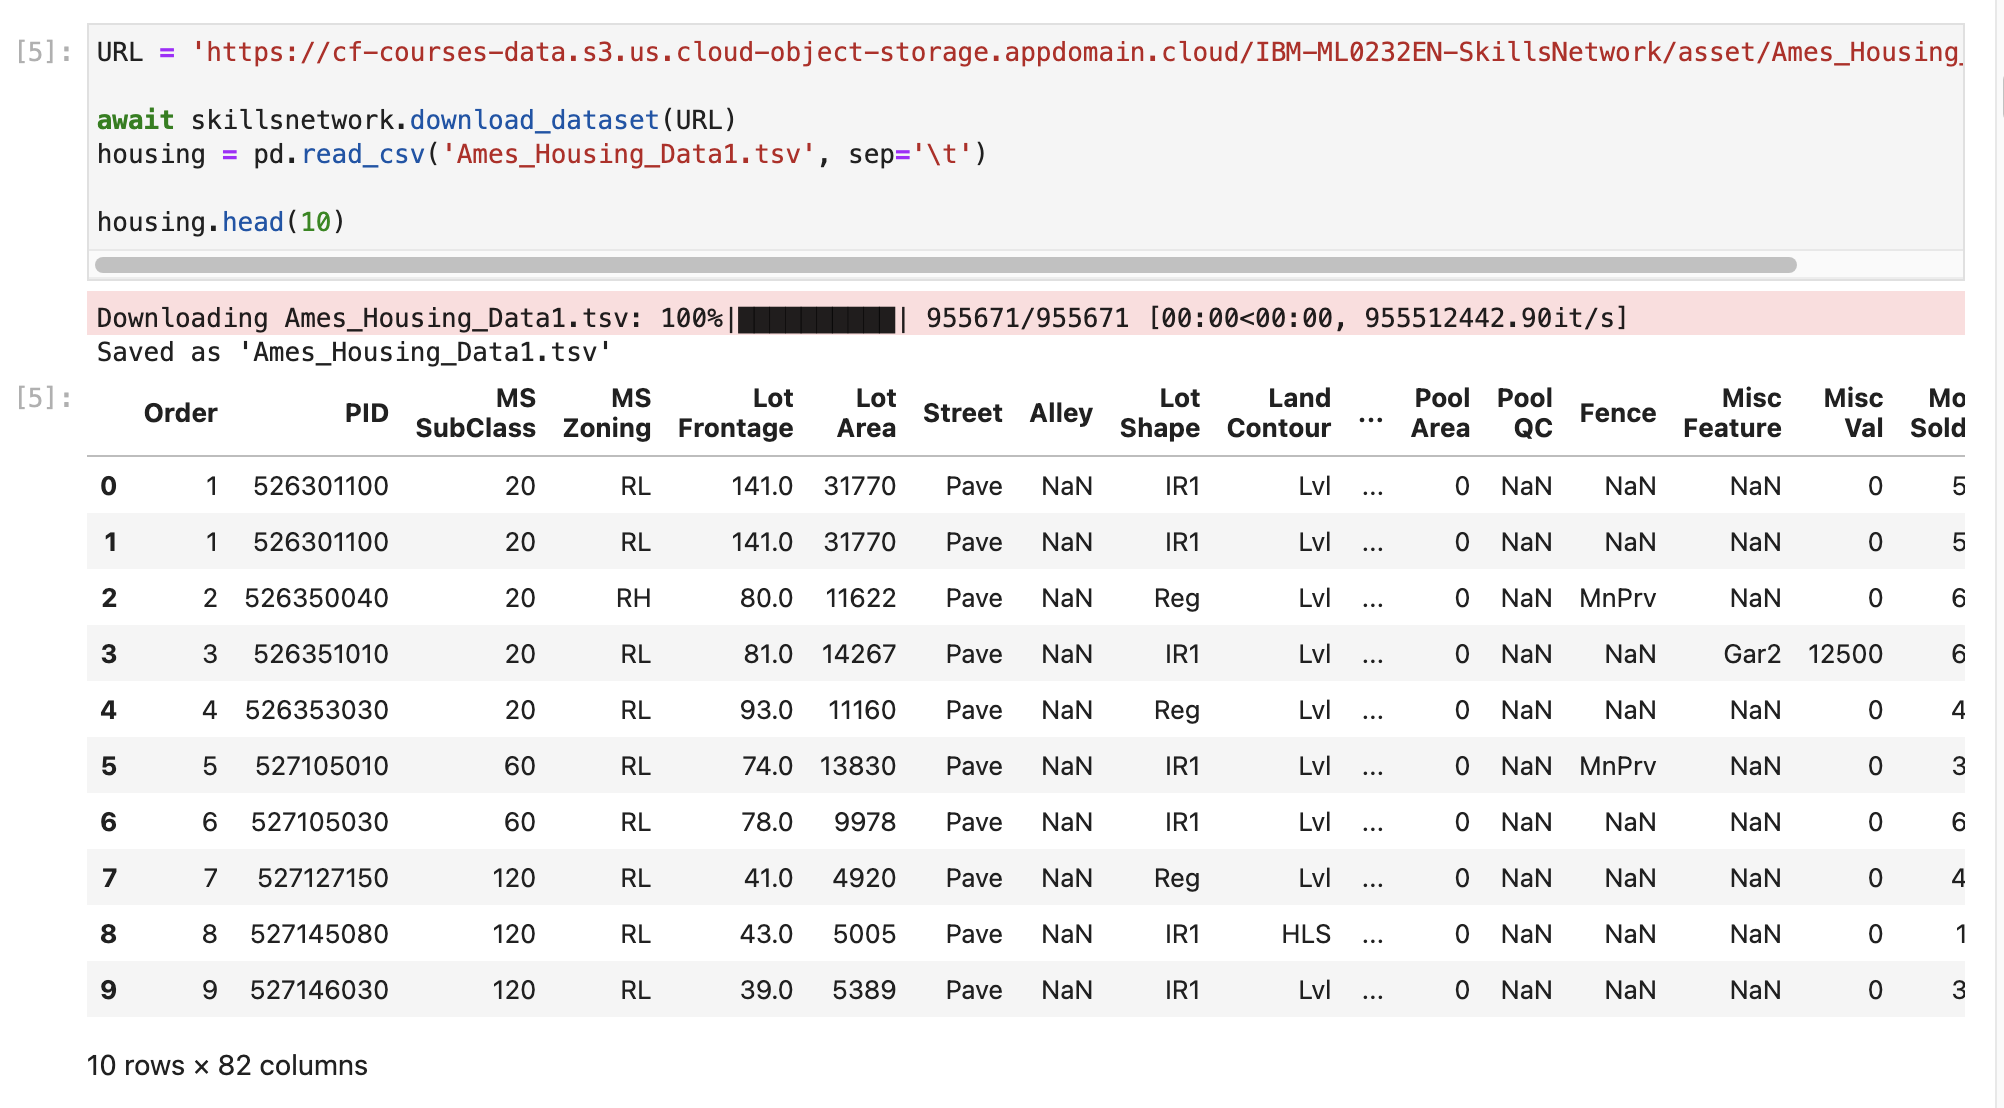 [5]: URL = 'https://cf-courses-data.s3.us.cloud-object-storage.appdomain.cloud/IBM-ML0232EN-SkillsNetwork/asset/Ames_Housing_
await skillsnetwork.download_dataset(URL)
housing = pd.read_csv('Ames_Housing_Data1.tsv', sep='\t')
housing.head(10)
Downloading Ames_Housing_Data1.tsv: 100%|██████████| 955671/955671 [00:00<00:00, 955512442.90it/s]
Saved as 'Ames_Housing_Data1.tsv'
[5]: Order PID MS SubClass MS Zoning Lot Frontage Lot Area Street Alley Lot Shape Land Contour ... Pool Area Pool QC Fence Misc Feature Misc Val Mo Sold
0 1 526301100 20 RL 141.0 31770 Pave NaN IR1 Lvl ... 0 NaN NaN NaN 0 5
1 1 526301100 20 RL 141.0 31770 Pave NaN IR1 Lvl ... 0 NaN NaN NaN 0 5
2 2 526350040 20 RH 80.0 11622 Pave NaN Reg Lvl ... 0 NaN MnPrv NaN 0 6
3 3 526351010 20 RL 81.0 14267 Pave NaN IR1 Lvl ... 0 NaN NaN Gar2 12500 6
4 4 526353030 20 RL 93.0 11160 Pave NaN Reg Lvl ... 0 NaN NaN NaN 0 4
5 5 527105010 60 RL 74.0 13830 Pave NaN IR1 Lvl ... 0 NaN MnPrv NaN 0 3
6 6 527105030 60 RL 78.0 9978 Pave NaN IR1 Lvl ... 0 NaN NaN NaN 0 6
7 7 527127150 120 RL 41.0 4920 Pave NaN Reg Lvl ... 0 NaN NaN NaN 0 4
8 8 527145080 120 RL 43.0 5005 Pave NaN IR1 HLS ... 0 NaN NaN NaN 0 1
9 9 527146030 120 RL 39.0 5389 Pave NaN IR1 Lvl ... 0 NaN NaN NaN 0 3
10 rows × 82 columns